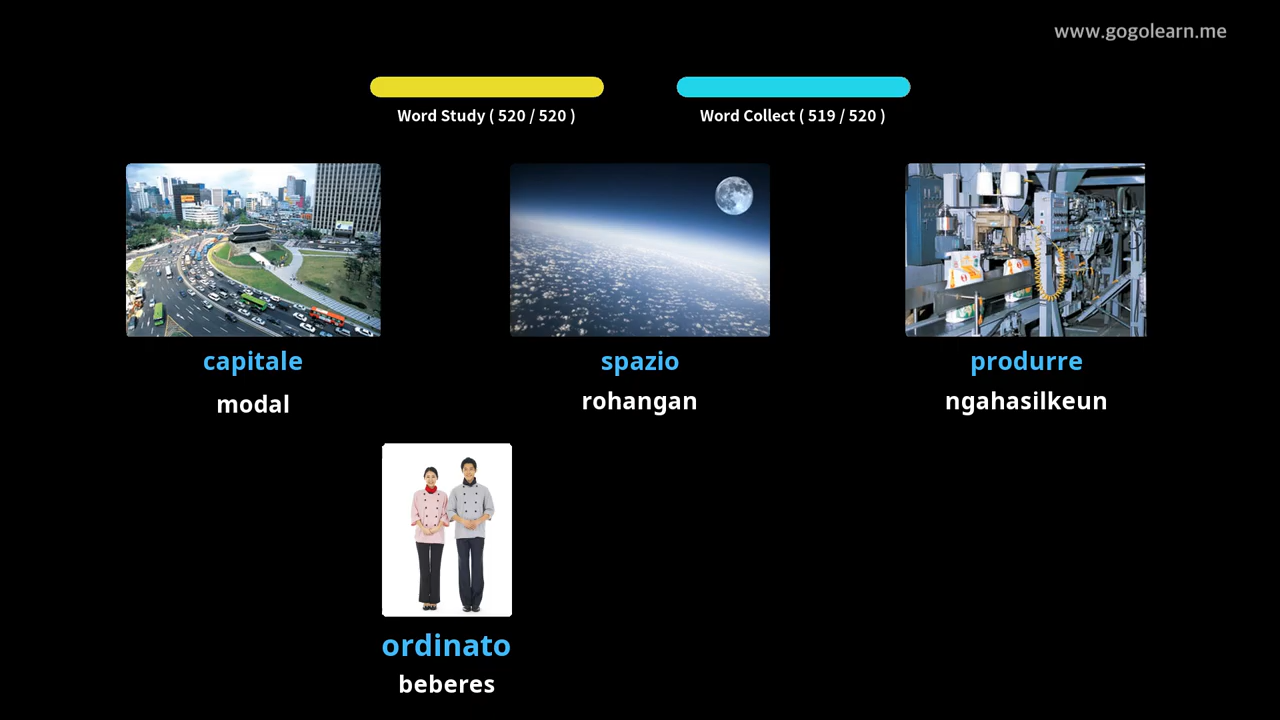 www.gogolearn.me
Word Study ( 520 / 520 )
Word Collect ( 519 / 520 )
capitale
spazio
produrre
modal
rohangan
ngahasilkeun
ordinato
beberes